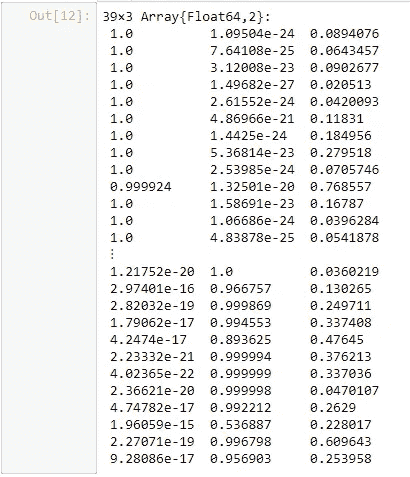 Out[12]: 39×3 Array{Float64,2}:
1.0 1.09504e-24 0.0894076
1.0 7.64108e-25 0.0643457
1.0 3.12008e-23 0.0902677
1.0 1.49682e-27 0.020513
1.0 2.61552e-24 0.0420093
1.0 4.86966e-21 0.11831
1.0 1.4425e-24 0.184956
1.0 5.36814e-23 0.279518
1.0 2.53985e-24 0.0705746
0.999924 1.32501e-20 0.768557
1.0 1.58691e-23 0.16787
1.0 1.06686e-24 0.0396284
1.0 4.83878e-25 0.0541878
⋮
1.21752e-20 1.0 0.0360219
2.97401e-16 0.966757 0.130265
2.82032e-19 0.999869 0.249711
1.79062e-17 0.994553 0.337408
4.2474e-17 0.893625 0.47645
2.23332e-21 0.999994 0.376213
4.02365e-22 0.999999 0.337036
2.36621e-20 0.999998 0.0470107
4.74782e-17 0.992212 0.2629
1.96059e-15 0.536887 0.228017
2.27071e-19 0.996798 0.609643
9.28086e-17 0.956903 0.253958